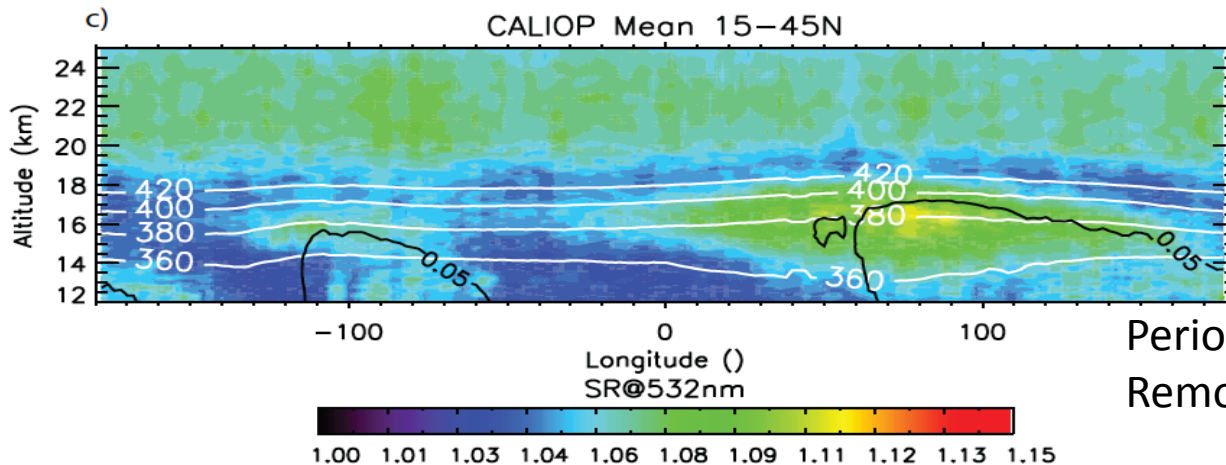 c)
CALIOP Mean 15-45N
24
22
20
18
16
14
12
Altitude (km)
420
400
380
360
0.05
420
400
380
360
0.05
-100 0 100
Longitude ()
SR@532nm
1.00 1.01 1.03 1.04 1.06 1.08 1.09 1.11 1.12 1.13 1.15
Perio
Remo